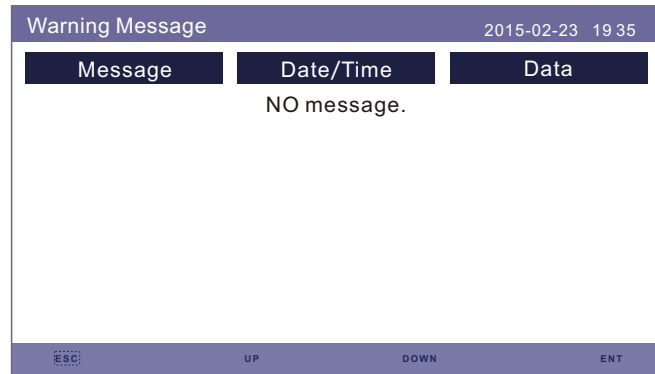 Warning Message 2015-02-23 19 35
Message Date/Time Data
NO message.
ESC UP DOWN ENT